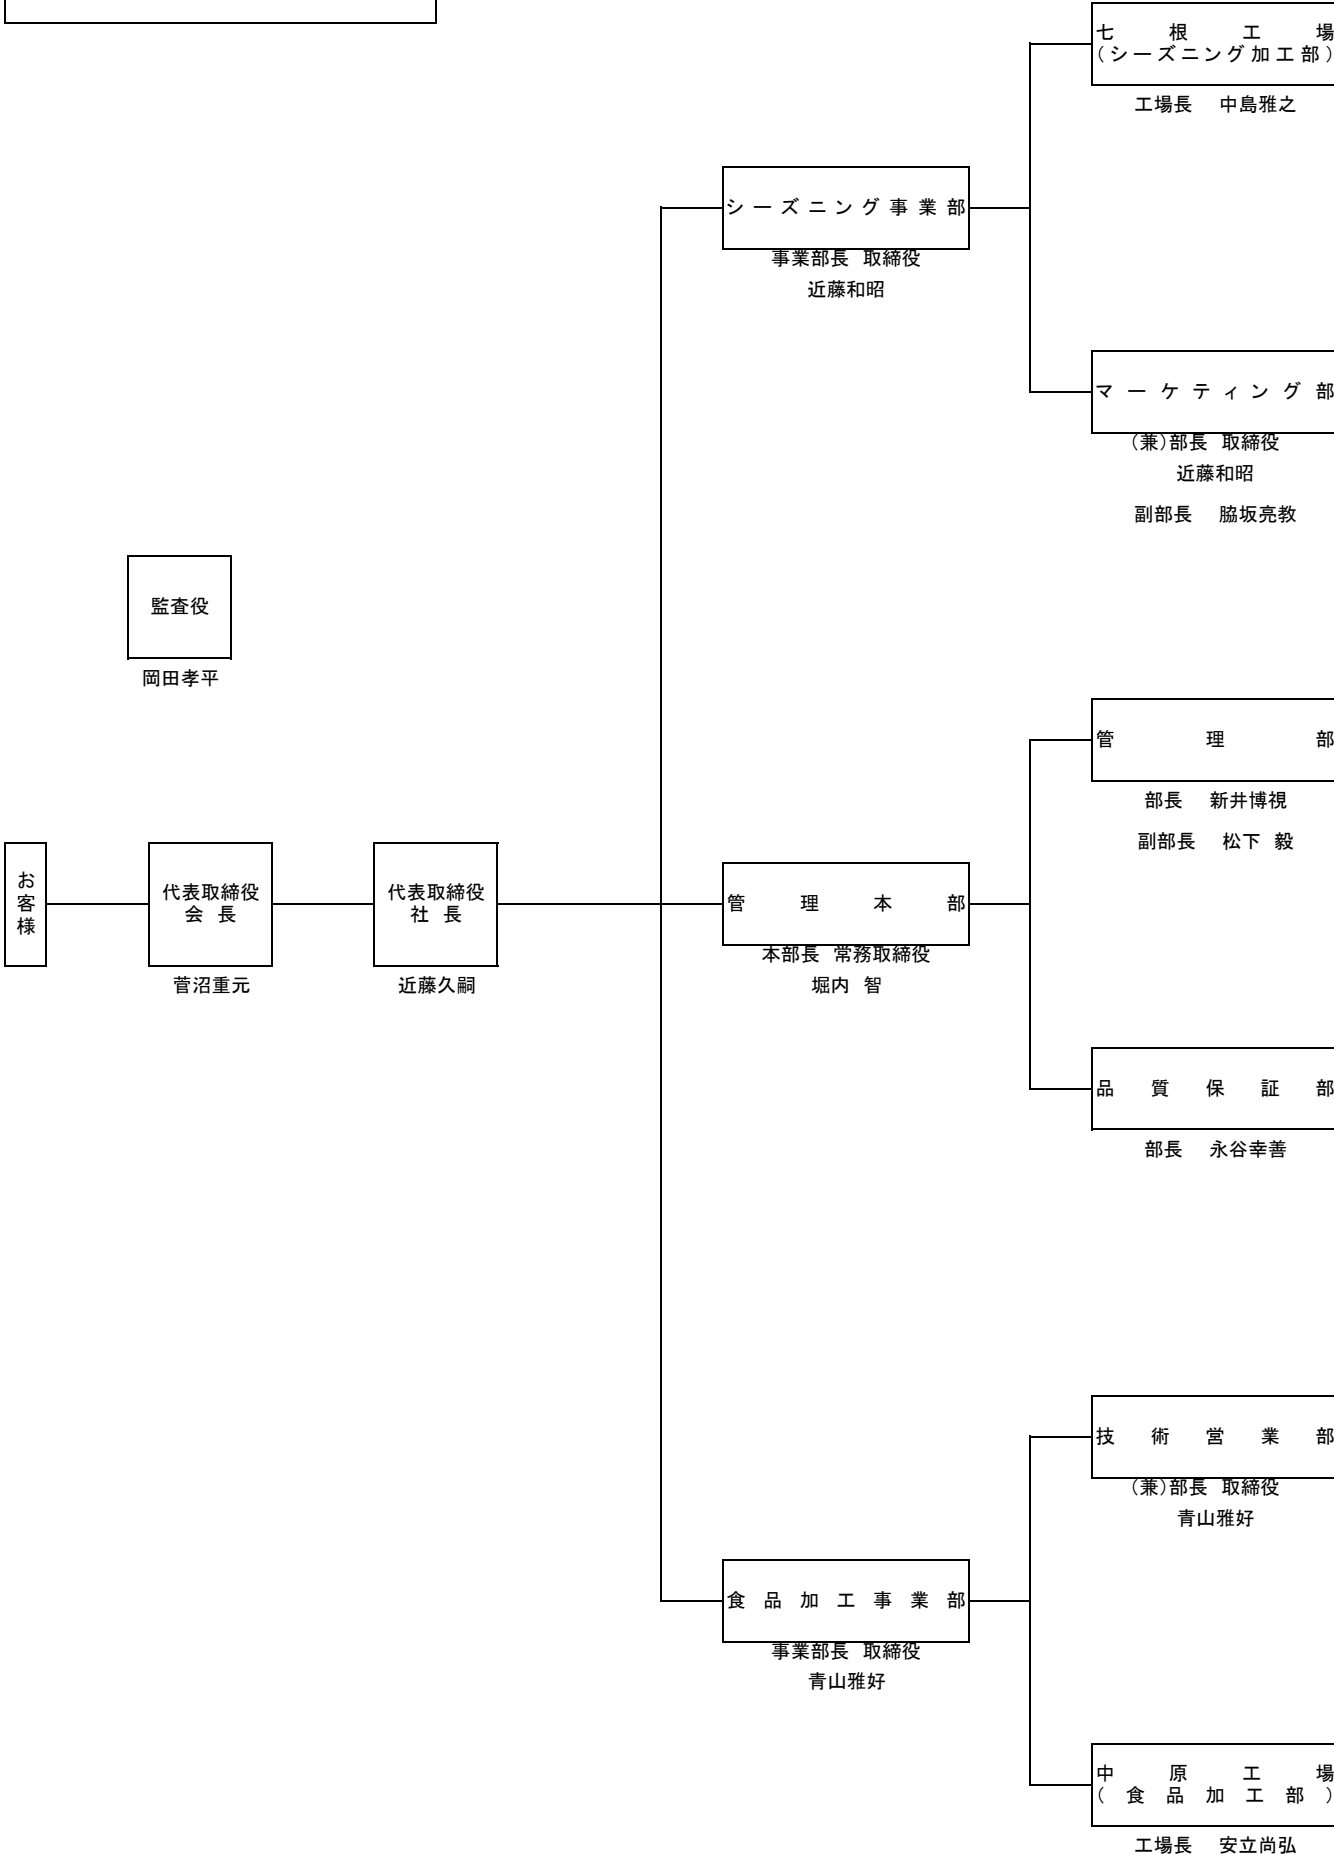 七根工場
(シーズニング加工部)
工場長 中島雅之
シーズニング事業部
事業部長 取締役
近藤和昭
マーケティング部
(兼)部長 取締役
近藤和昭
副部長 脇坂亮教
監査役
岡田孝平
管理部
部長 新井博視
副部長 松下 毅
お客様
代表取締役
会 長
菅沼重元
代表取締役
社 長
近藤久嗣
管理本部
本部長 常務取締役
堀内 智
品質保証部
部長 永谷幸善
技術営業部
(兼)部長 取締役
青山雅好
食品加工事業部
事業部長 取締役
青山雅好
中原工場
(食品加工部)
工場長 安立尚弘